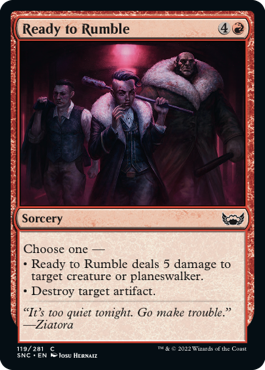 Ready to Rumble 4
Sorcery
Choose one —
• Ready to Rumble deals 5 damage to
target creature or planeswalker.
• Destroy target artifact.
“It’s too quiet tonight. Go make trouble.”
—Ziatora
119/281 C
SNC • EN Iosu Hernaiz
™ & © 2022 Wizards of the Coast